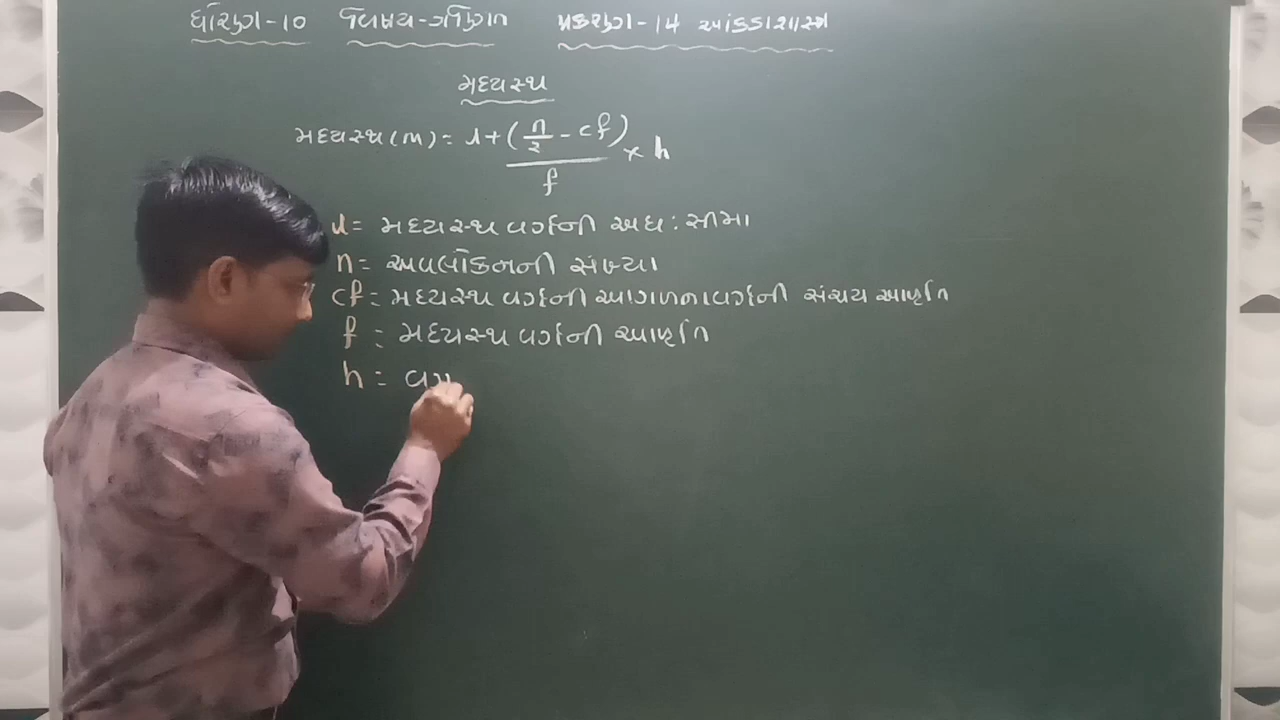 ધોરણ-10 વિષય-ગણિત પ્રકરણ-14 આંકડાશાસ્ત્ર
મધ્યસ્થ
મધ્યસ્થ(M) = l + (n/2 - cf)/f × h
l = મધ્યસ્થ વર્ગની અધ:સીમા
n = અવલોકનની સંખ્યા
cf = મધ્યસ્થ વર્ગની આગળના વર્ગની સંચય આવૃત્તિ
f = મધ્યસ્થ વર્ગની આવૃત્તિ
h =